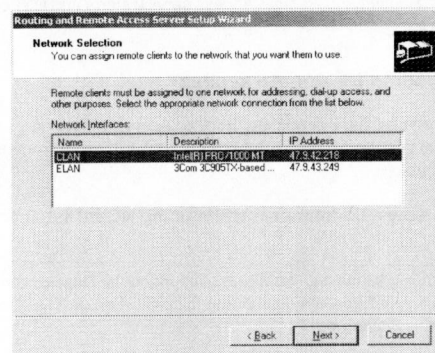 Routing and Remote Access Server Setup Wizard
Network Selection
You can assign remote clients to the network that you want them to use.
Remote clients must be assigned to one network for addressing, dial-up access, and
other purposes. Select the appropriate network connection from the list below.
Network Interfaces:
Name Description IP Address
CLAN Intel(R) PRO/1000 MT 47.9.42.218
ELAN 3Com 3C905TX-based ... 47.9.43.249
< Back Next > Cancel